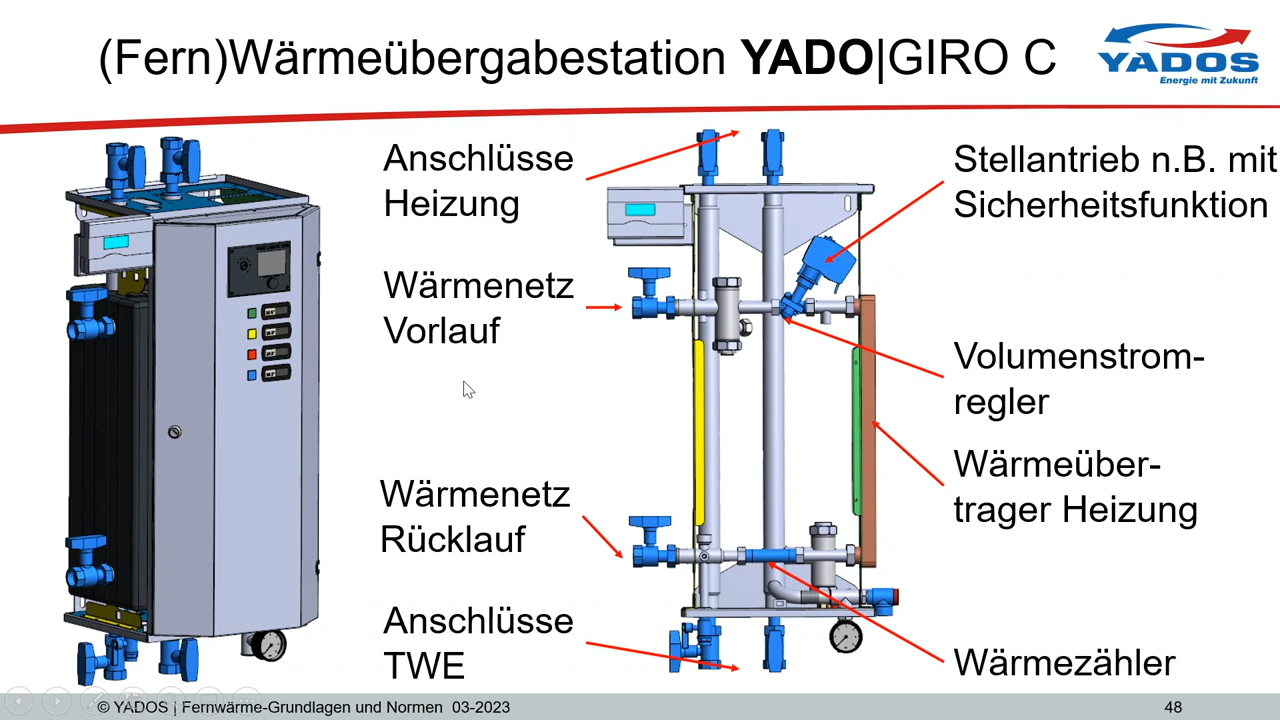 (Fern)Wärmeübergabestation YADO|GIRO C
YADOS
Energie mit Zukunft
Anschlüsse
Heizung
Wärmenetz
Vorlauf
Wärmenetz
Rücklauf
Anschlüsse
TWE
Stellantrieb n.B. mit
Sicherheitsfunktion
Volumenstrom-
regler
Wärmeüber-
trager Heizung
Wärmezähler
© YADOS | Fernwärme-Grundlagen und Normen 03-2023
48